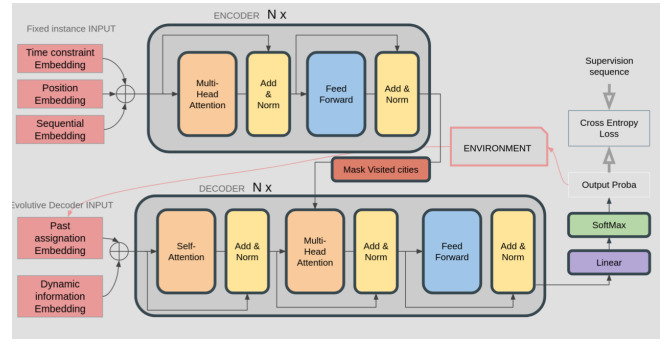 Fixed instance INPUT
ENCODER N x
Time constraint
Embedding
Position
Embedding
Sequential
Embedding
Multi-
Head
Attention
Add
&
Norm
Feed
Forward
Add
&
Norm
Supervision
sequence
Cross Entropy
Loss
ENVIRONMENT
Mask Visited cities
Output Proba
Evolutive Decoder INPUT
DECODER N x
Past
assignation
Embedding
Dynamic
information
Embedding
Self-
Attention
Add &
Norm
Multi-
Head
Attention
Add &
Norm
Feed
Forward
Add &
Norm
SoftMax
Linear